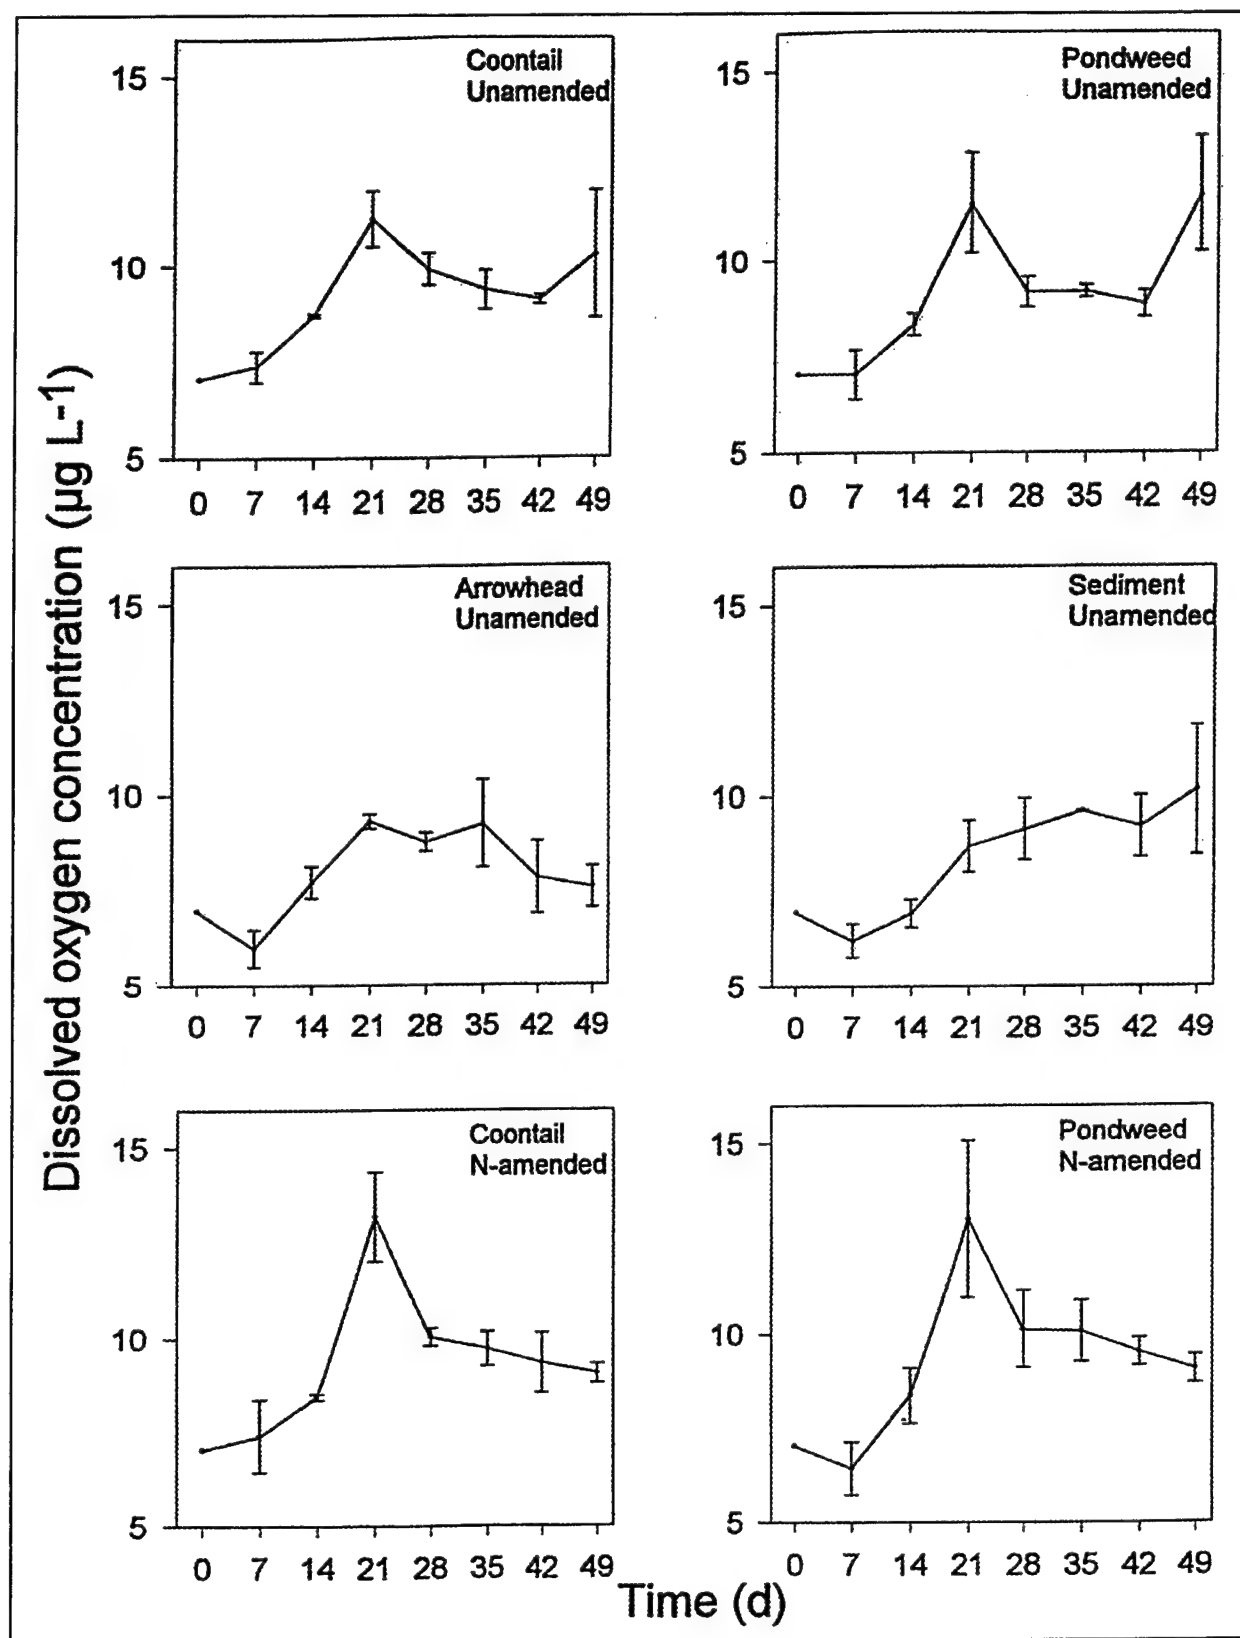 Dissolved oxygen concentration (µg L-1)
Coontail
Unamended
15
10
5
0 7 14 21 28 35 42 49
Pondweed
Unamended
15
10
5
0 7 14 21 28 35 42 49
Arrowhead
Unamended
15
10
5
0 7 14 21 28 35 42 49
Sediment
Unamended
15
10
5
0 7 14 21 28 35 42 49
Coontail
N-amended
15
10
5
0 7 14 21 28 35 42 49
Pondweed
N-amended
15
10
5
0 7 14 21 28 35 42 49
Time (d)